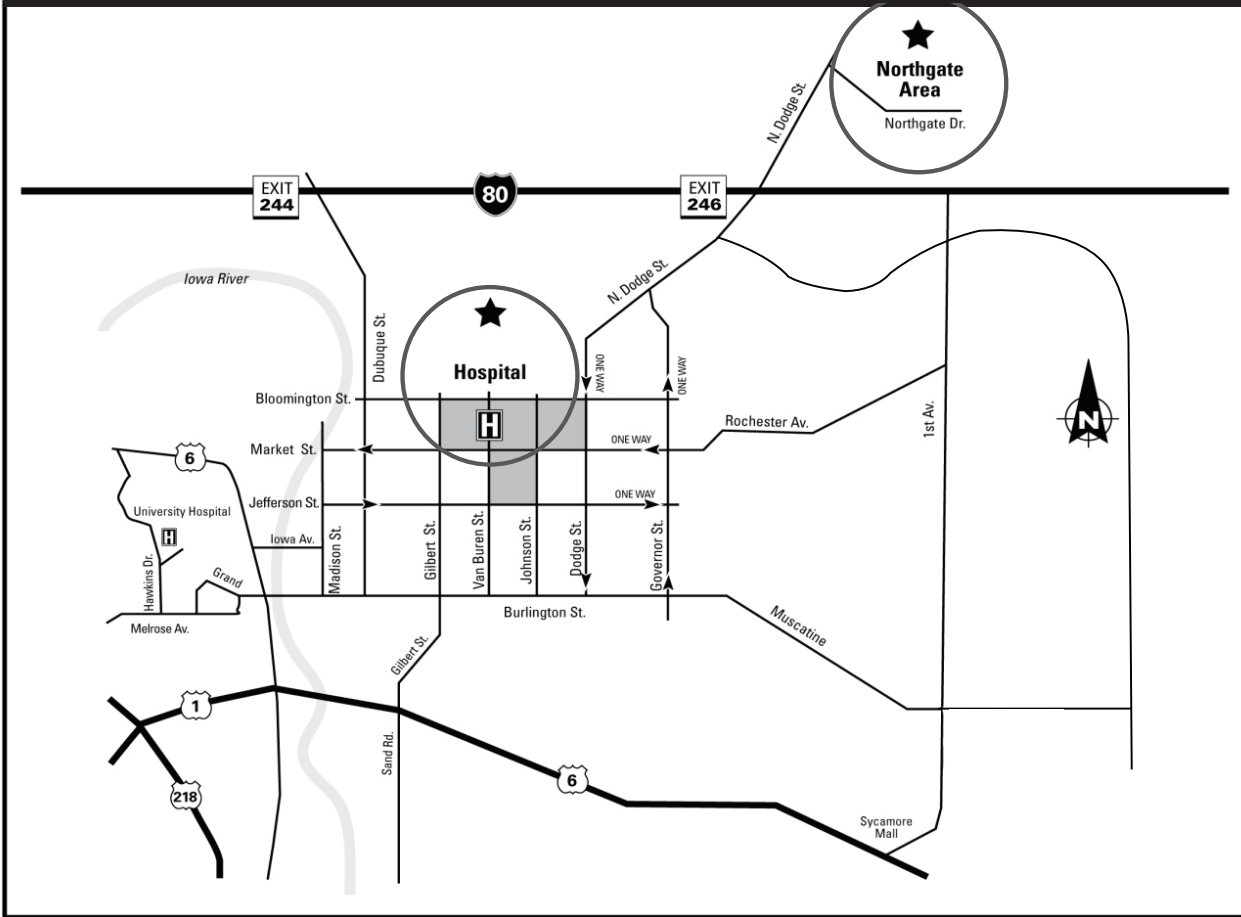 Northgate
Area
Northgate Dr.
N. Dodge St.
EXIT
244
80
EXIT
246
Iowa River
N. Dodge St.
Dubuque St.
Hospital
ONE WAY
ONE WAY
Bloomington St.
H
Rochester Av.
1st Av.
N
Market St.
ONE WAY
6
Jefferson St.
ONE WAY
University Hospital
H
Iowa Av.
Madison St.
Gilbert St.
Van Buren St.
Johnson St.
Dodge St.
Governor St.
Hawkins Dr.
Grand
Burlington St.
Melrose Av.
Muscatine
Gilbert St.
1
Sand Rd.
6
218
Sycamore
Mall